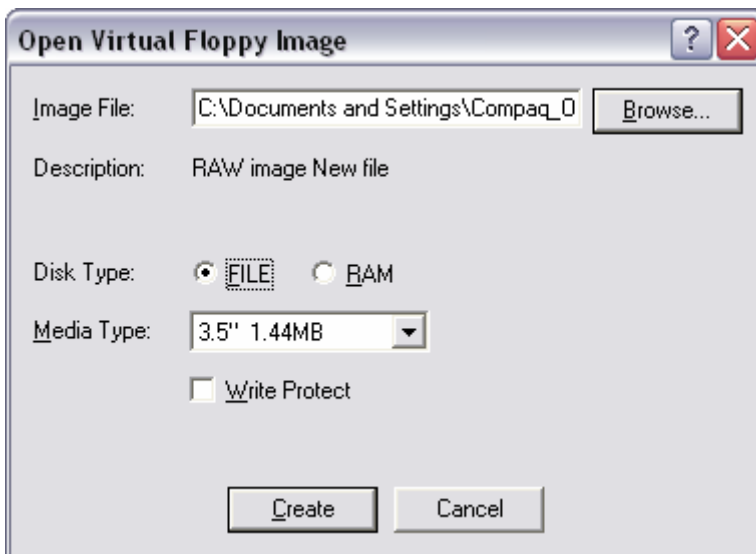 Open Virtual Floppy Image
Image File: C:\Documents and Settings\Compaq_O Browse...
Description: RAW image New file
Disk Type: FILE RAM
Media Type: 3.5" 1.44MB
Write Protect
Create Cancel